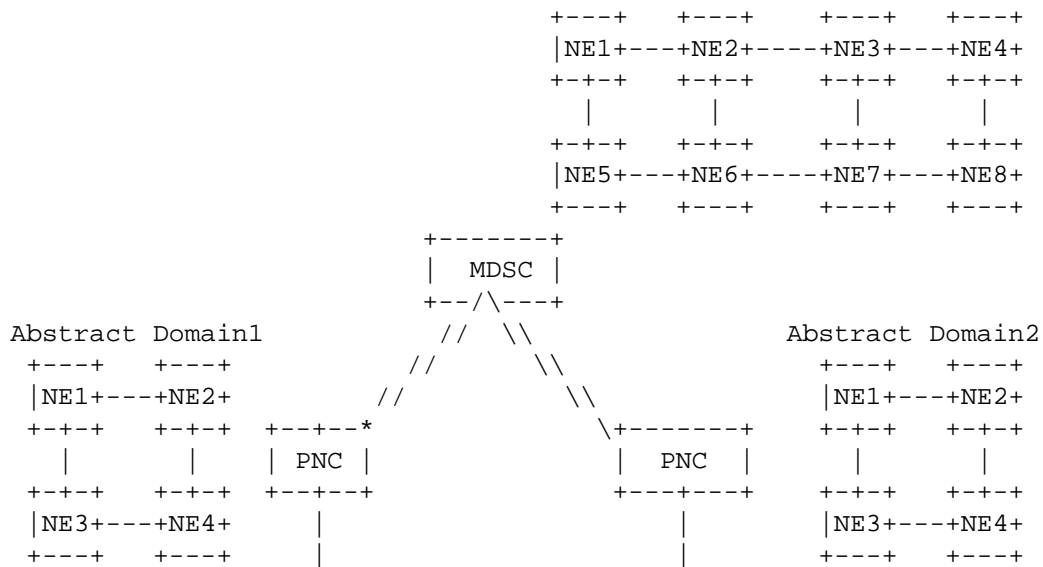 +---+   +---+     +---+   +---+
|NE1+---+NE2+----+NE3+---+NE4+
+-+-+   +-+-+     +-+-+   +-+-+
|       |         |       |
+-+-+   +-+-+     +-+-+   +-+-+
|NE5+---+NE6+----+NE7+---+NE8+
+---+   +---+     +---+   +---+
+-------+
|  MDSC |
+--/\---+
Abstract Domain1             //  \\               Abstract Domain2
+---+   +---+          //      \\                +---+   +---+
|NE1+---+NE2+        //          \\              |NE1+---+NE2+
+-+-+   +-+-+  +--+--*             \+-------+    +-+-+   +-+-+
|       |    | PNC |              |  PNC  |      |       |
+-+-+   +-+-+  +--+--+              +---+---+    +-+-+   +-+-+
|NE3+---+NE4+     |                     |        |NE3+---+NE4+
+---+   +---+     |                     |        +---+   +---+